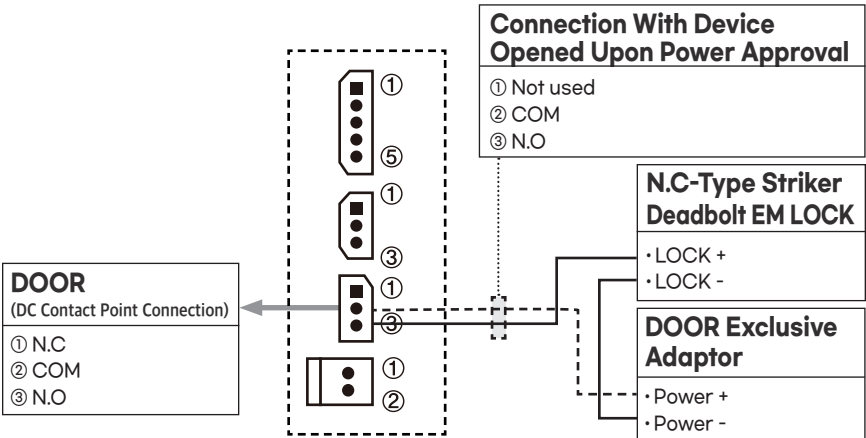 Connection With Device
Opened Upon Power Approval
① Not used
② COM
③ N.O
①
⑤
①
③
①
③
①
②
DOOR
(DC Contact Point Connection)
① N.C
② COM
③ N.O
N.C-Type Striker
Deadbolt EM LOCK
· LOCK +
· LOCK -
DOOR Exclusive
Adaptor
· Power +
· Power -